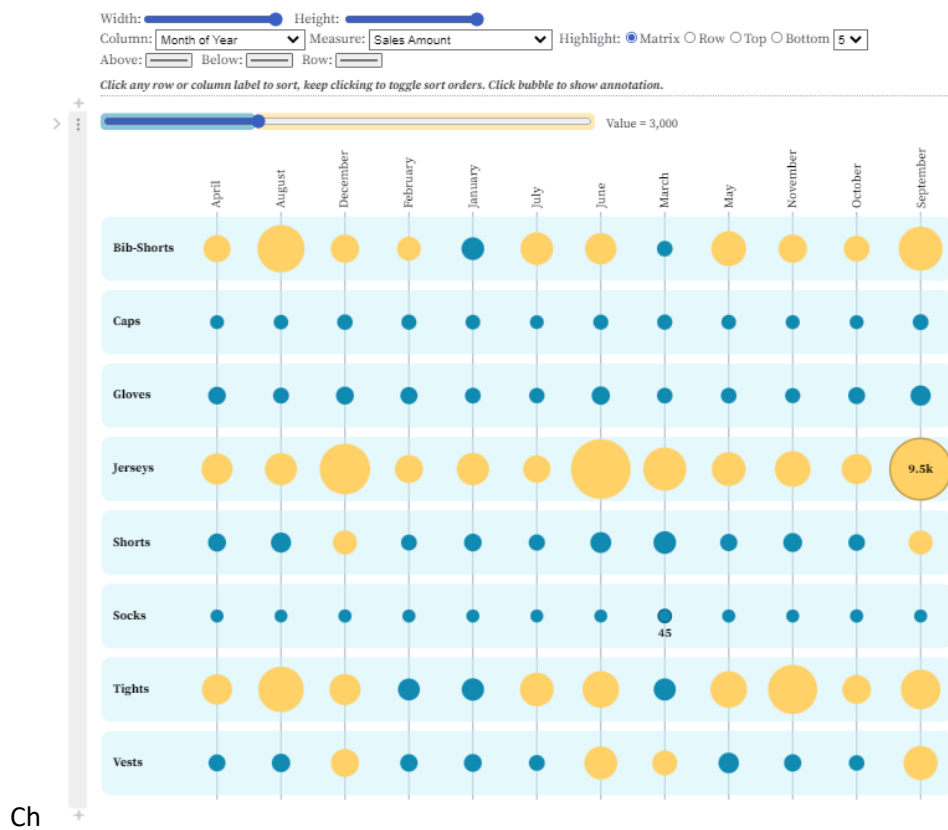 Width: Height:
Column: Month of Year Measure: Sales Amount Highlight: Matrix Row Top Bottom 5
Above: Below: Row:
Click any row or column label to sort, keep clicking to toggle sort orders. Click bubble to show annotation.
Value = 3,000
April August December February January July June March May November October September
Bib-Shorts
Caps
Gloves
Jerseys 9.5k
Shorts
Socks
45
Tights
Vests
Ch